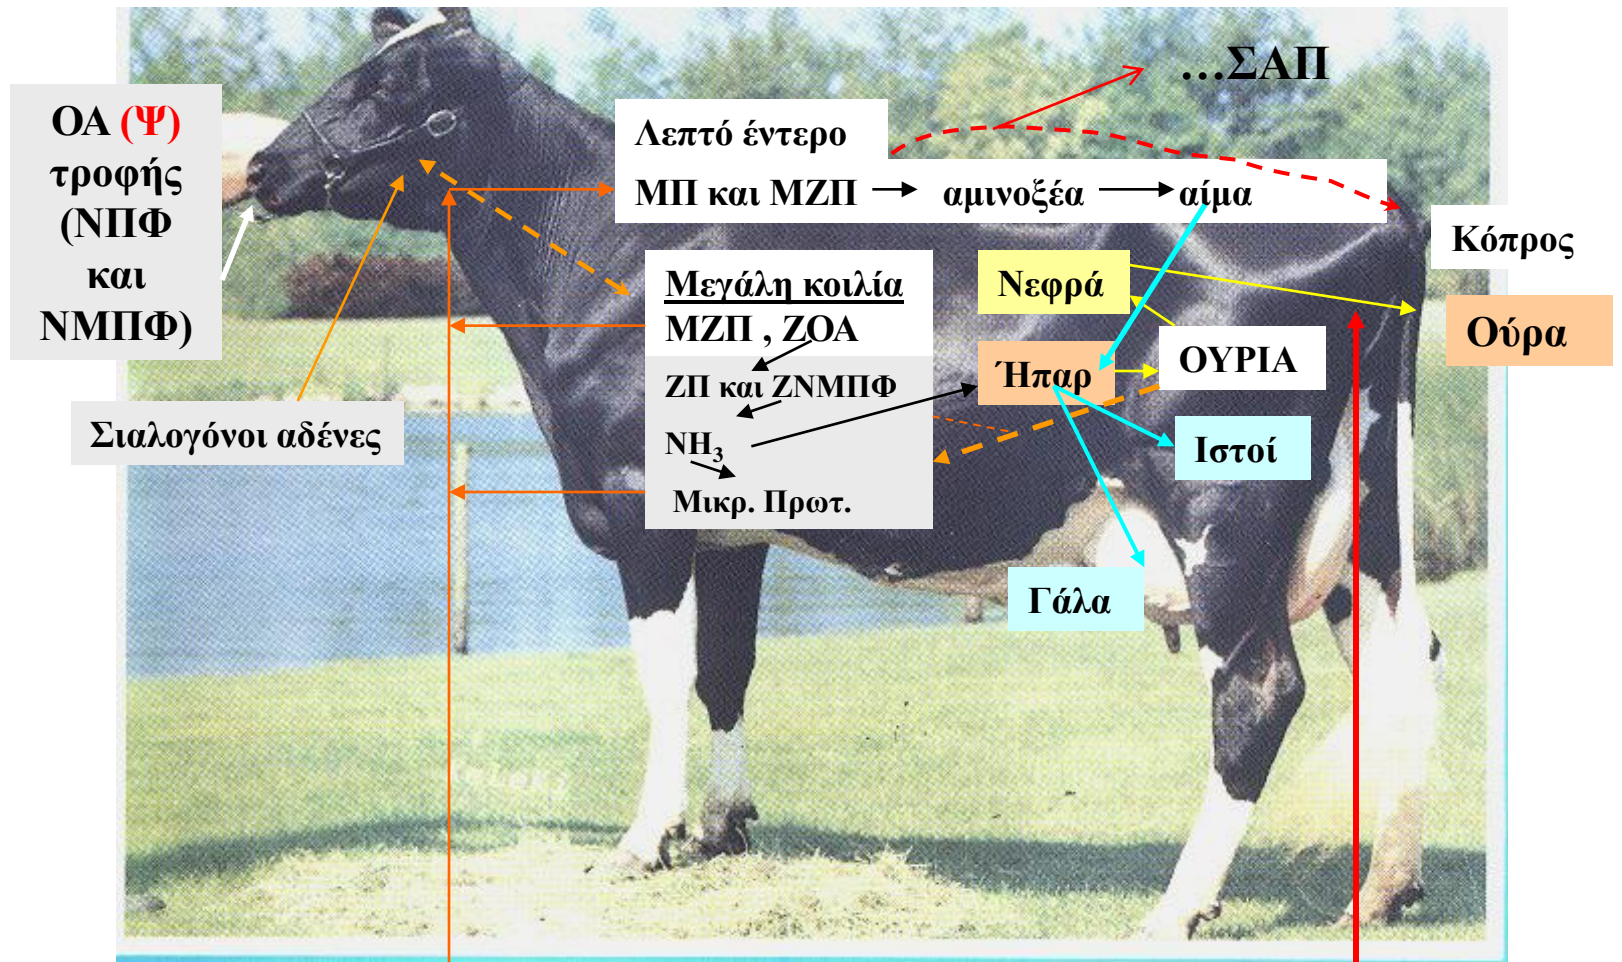 …ΣΑΠ
ΟΑ (Ψ)
τροφής
(ΝΠΦ
και
ΝΜΠΦ)
Λεπτό έντερο
ΜΠ και ΜΖΠ
αμινοξέα
αίμα
Κόπρος
Μεγάλη κοιλία
ΜΖΠ , ΖΟΑ
ΖΠ και ΖΝΜΠΦ
NH3
Μικρ. Πρωτ.
Νεφρά
Ούρα
Ήπαρ
ΟΥΡΙΑ
Σιαλογόνοι αδένες
Ιστοί
Γάλα